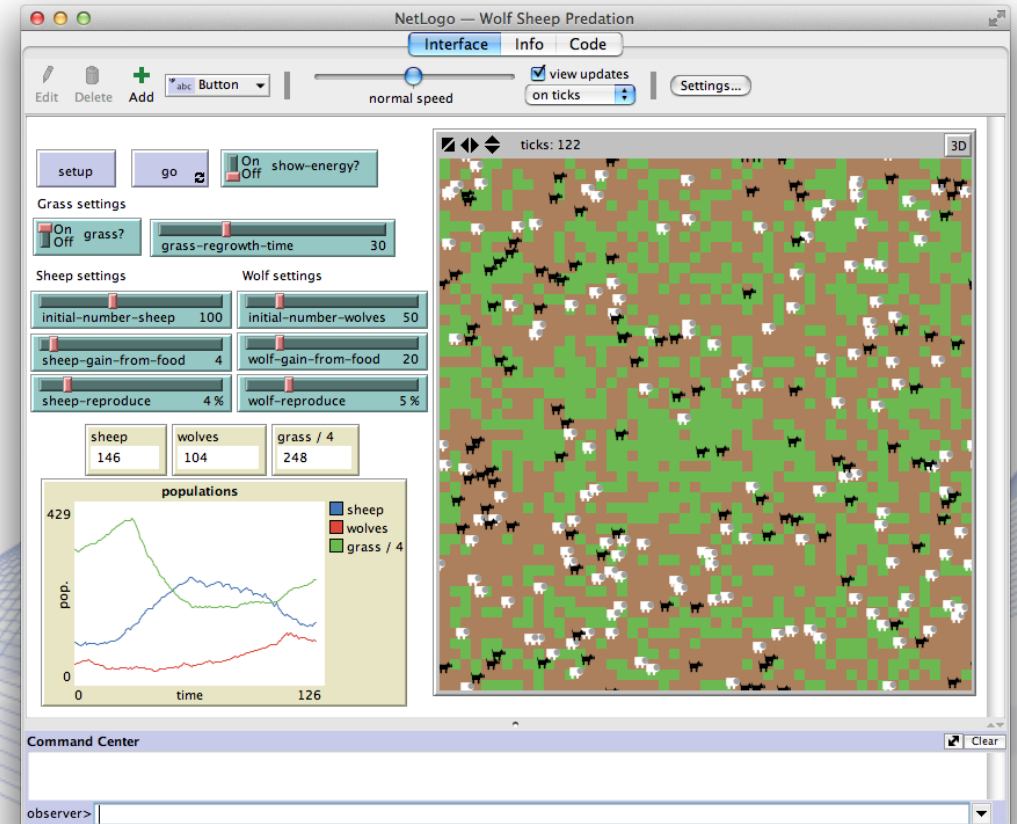 NetLogo — Wolf Sheep Predation
Interface Info Code
Edit Delete Add abc Button normal speed view updates on ticks Settings...
setup go On Off show-energy?
ticks: 122 3D
Grass settings
On Off grass? grass-regrowth-time 30
Sheep settings Wolf settings
initial-number-sheep 100 initial-number-wolves 50
sheep-gain-from-food 4 wolf-gain-from-food 20
sheep-reproduce 4 % wolf-reproduce 5 %
sheep wolves grass / 4
146 104 248
populations
429
pop.
0
0 time 126
sheep
wolves
grass / 4
Command Center Clear
observer>